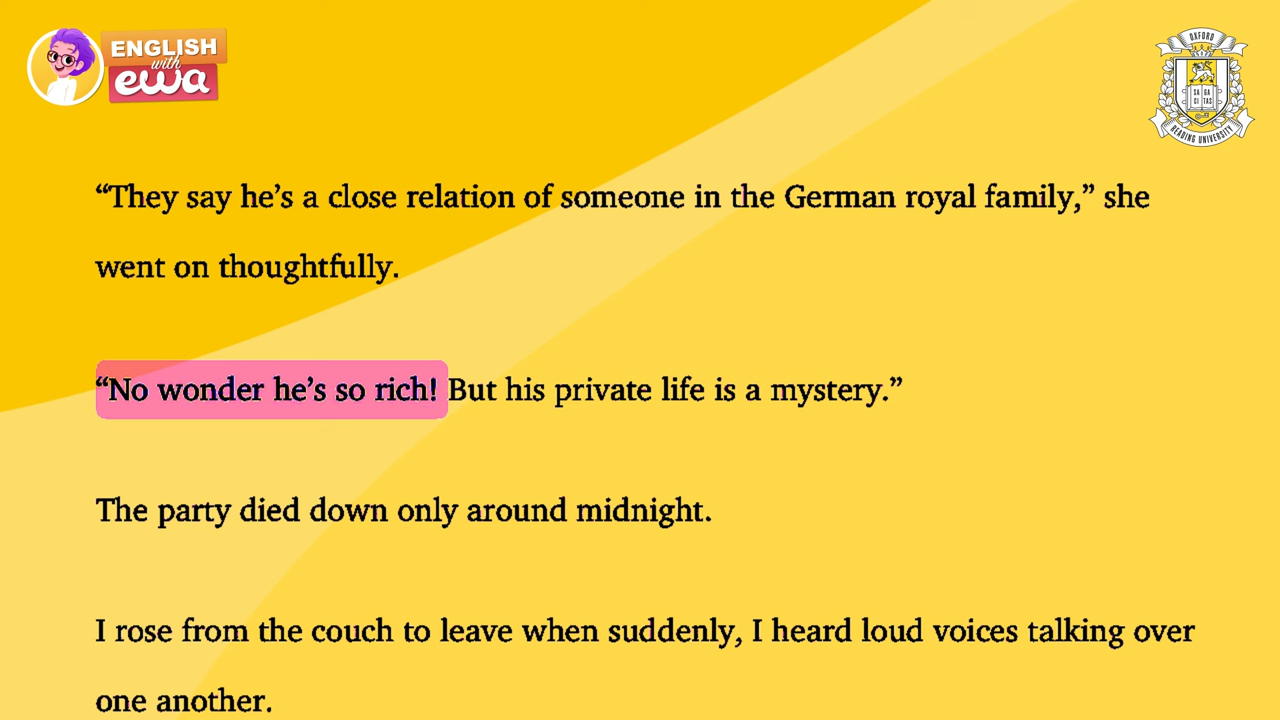 ENGLISH
with
ewa
OXFORD
SA GA
CI TAS
READING UNIVERSITY
“They say he’s a close relation of someone in the German royal family,” she
went on thoughtfully.
“No wonder he’s so rich! But his private life is a mystery.”
The party died down only around midnight.
I rose from the couch to leave when suddenly, I heard loud voices talking over
one another.